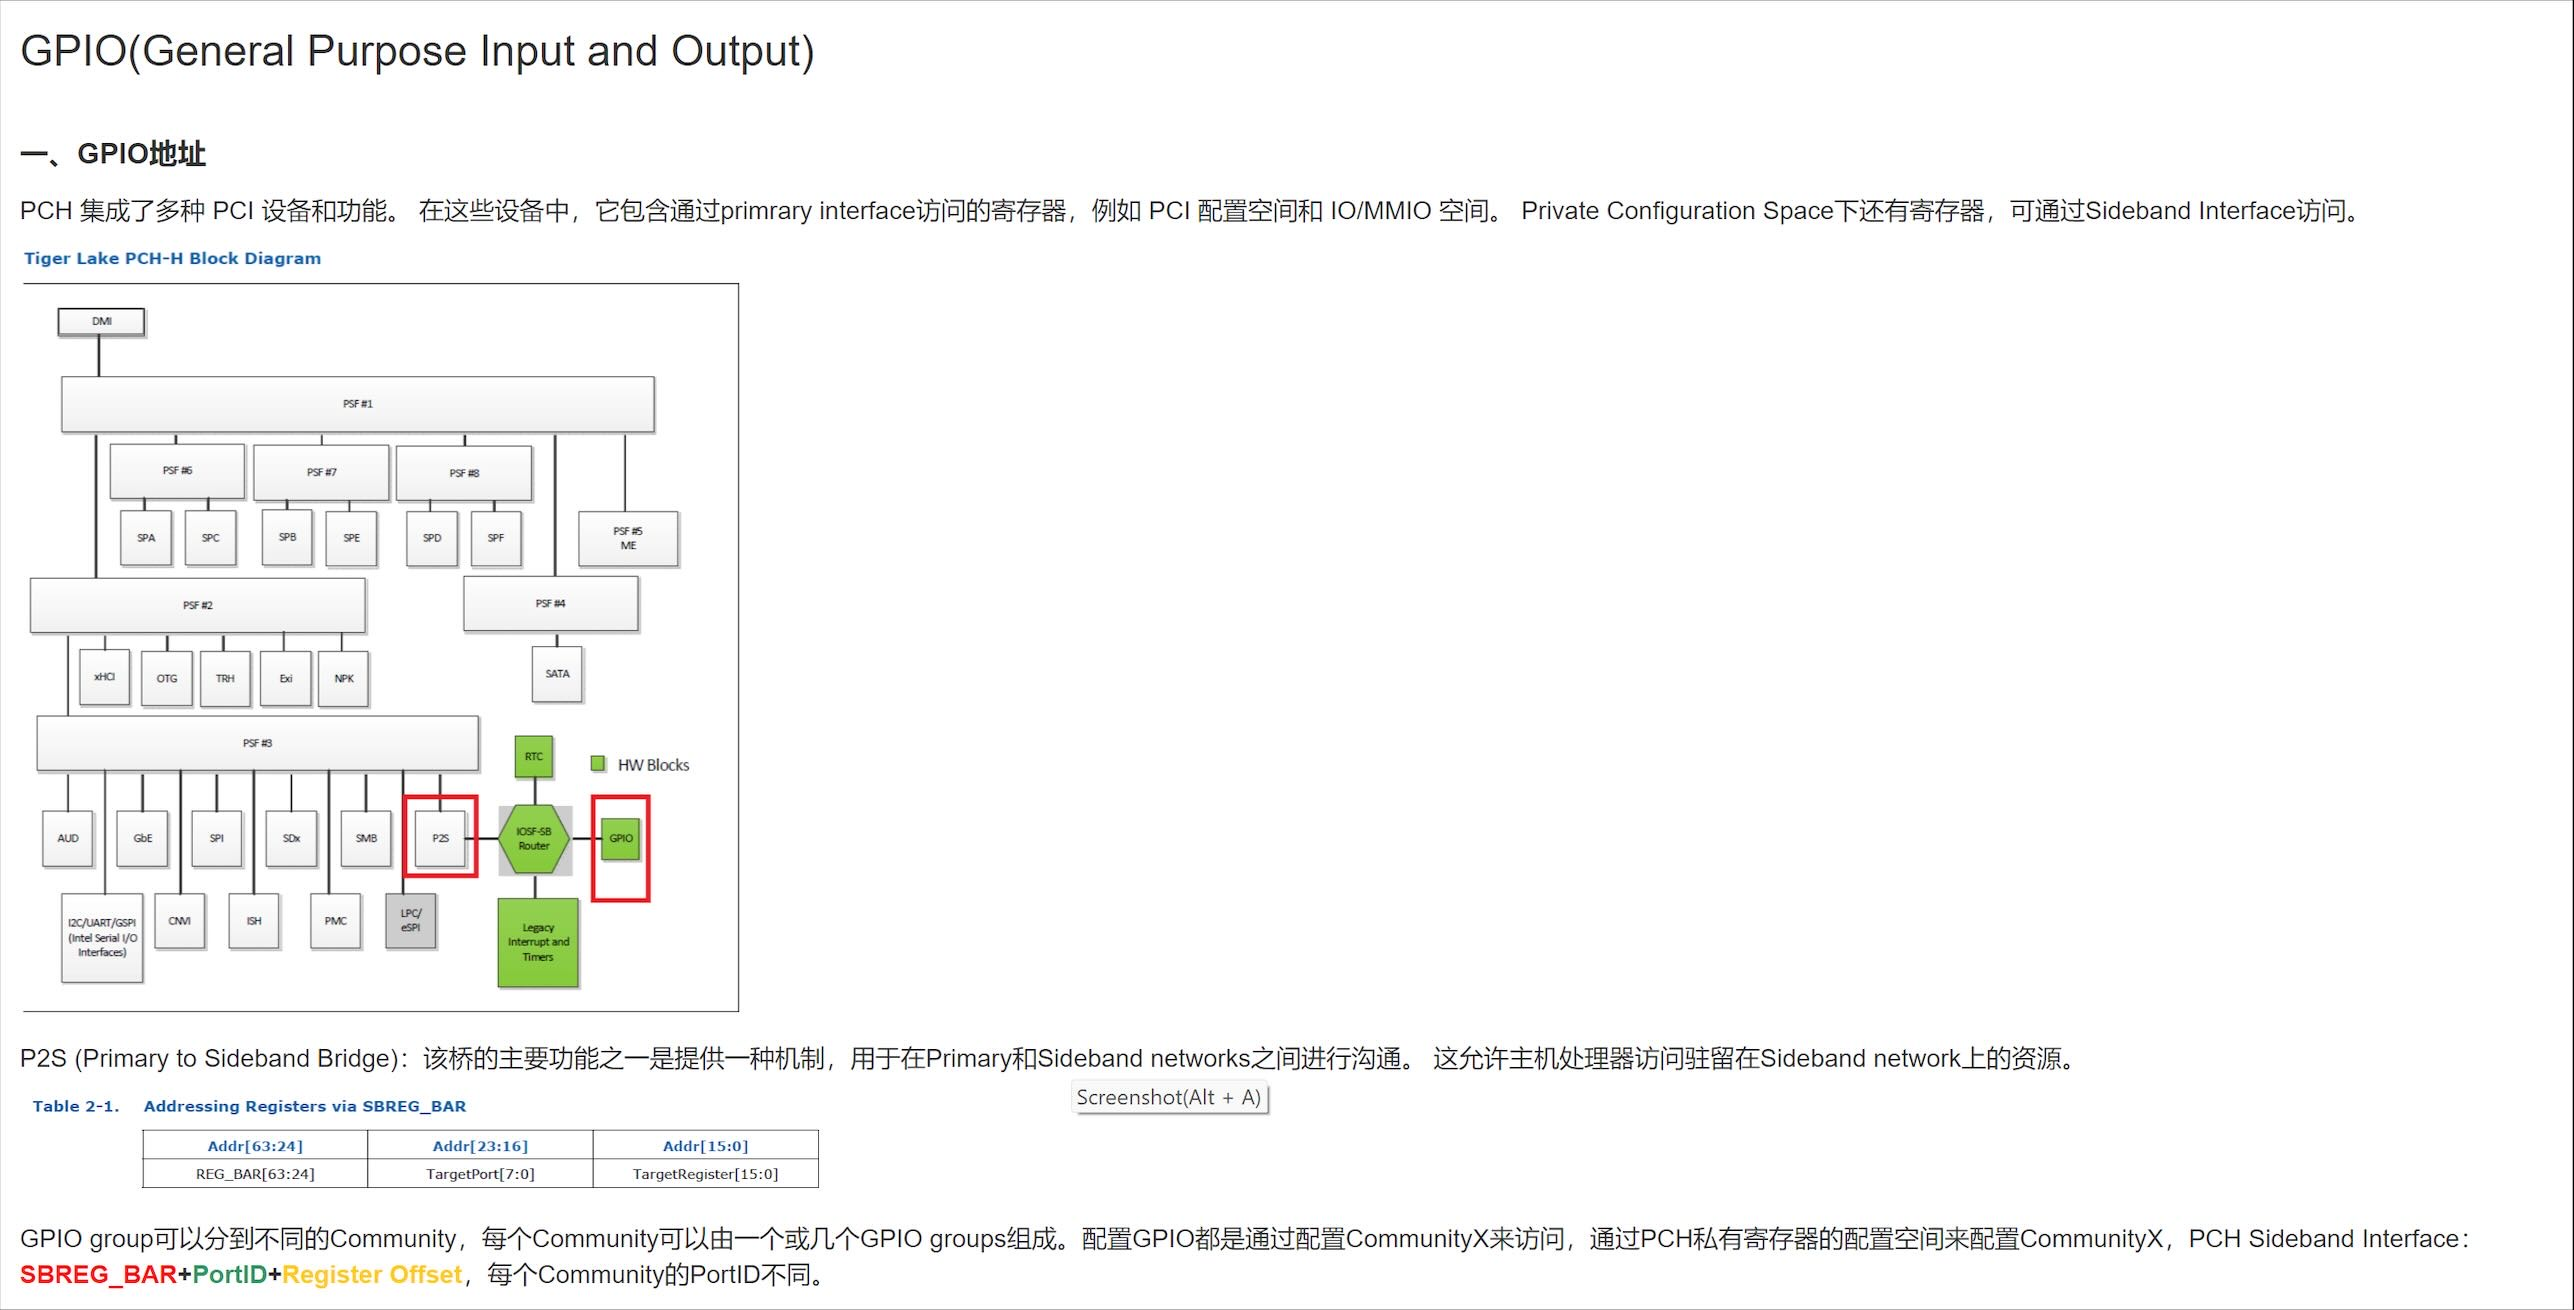 GPIO(General Purpose Input and Output)
一、GPIO地址
PCH 集成了多种 PCI 设备和功能。 在这些设备中，它包含通过primrary interface访问的寄存器，例如 PCI 配置空间和 IO/MMIO 空间。 Private Configuration Space下还有寄存器，可通过Sideband Interface访问。
Tiger Lake PCH-H Block Diagram
DMI
PSF #1
PSF #6
PSF #7
PSF #8
SPA
SPC
SPB
SPE
SPD
SPF
PSF #5
ME
PSF #2
PSF #4
xHCI
OTG
TRH
Exi
NPK
SATA
PSF #3
RTC
HW Blocks
AUD
GbE
SPI
SDx
SMB
P2S
IOSF-SB
Router
GPIO
I2C/UART/GSPI
(Intel Serial I/O
Interfaces)
CNVI
ISH
PMC
LPC/
eSPI
Legacy
Interrupt and
Timers
P2S (Primary to Sideband Bridge)：该桥的主要功能之一是提供一种机制，用于在Primary和Sideband networks之间进行沟通。 这允许主机处理器访问驻留在Sideband network上的资源。
Screenshot(Alt + A)
Table 2-1. Addressing Registers via SBREG_BAR
Addr[63:24] Addr[23:16] Addr[15:0]
REG_BAR[63:24] TargetPort[7:0] TargetRegister[15:0]
GPIO group可以分到不同的Community，每个Community可以由一个或几个GPIO groups组成。配置GPIO都是通过配置CommunityX来访问，通过PCH私有寄存器的配置空间来配置CommunityX，PCH Sideband Interface：
SBREG_BAR+PortID+Register Offset，每个Community的PortID不同。